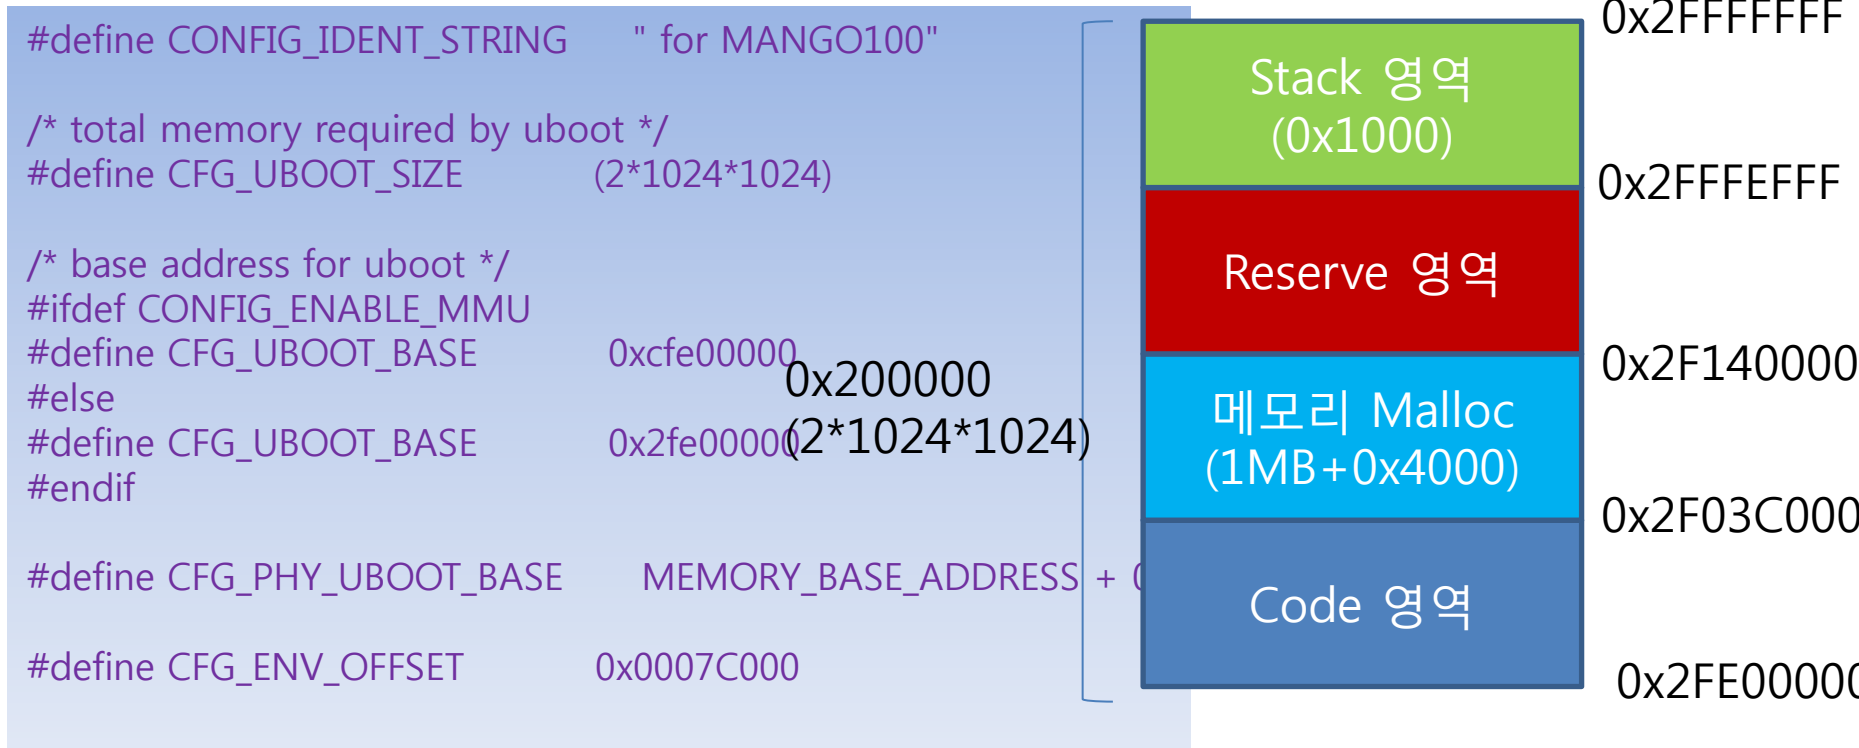 #define CONFIG_IDENT_STRING " for MANGO100"
/* total memory required by uboot */
#define CFG_UBOOT_SIZE (2*1024*1024)
/* base address for uboot */
#ifdef CONFIG_ENABLE_MMU
#define CFG_UBOOT_BASE 0xcfe00000
#else
#define CFG_UBOOT_BASE 0x2fe00000
#endif
#define CFG_PHY_UBOOT_BASE MEMORY_BASE_ADDRESS +
#define CFG_ENV_OFFSET 0x0007C000
0x200000
(2*1024*1024)
Stack 영역
(0x1000)
Reserve 영역
메모리 Malloc
(1MB+0x4000)
Code 영역
0x2FFFFFFF
0x2FFFEFFF
0x2F140000
0x2F03C000
0x2FE00000